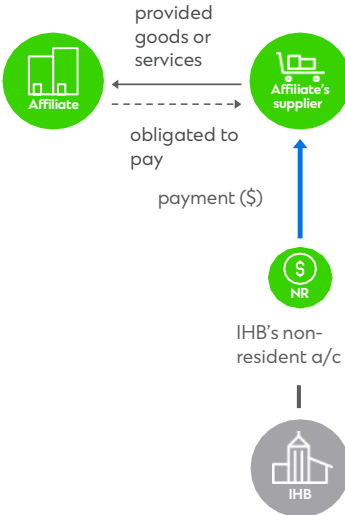 provided
goods or
services
Affiliate
Affiliate's
supplier
obligated to
pay
payment ($)
$
NR
IHB's non-
resident a/c
IHB